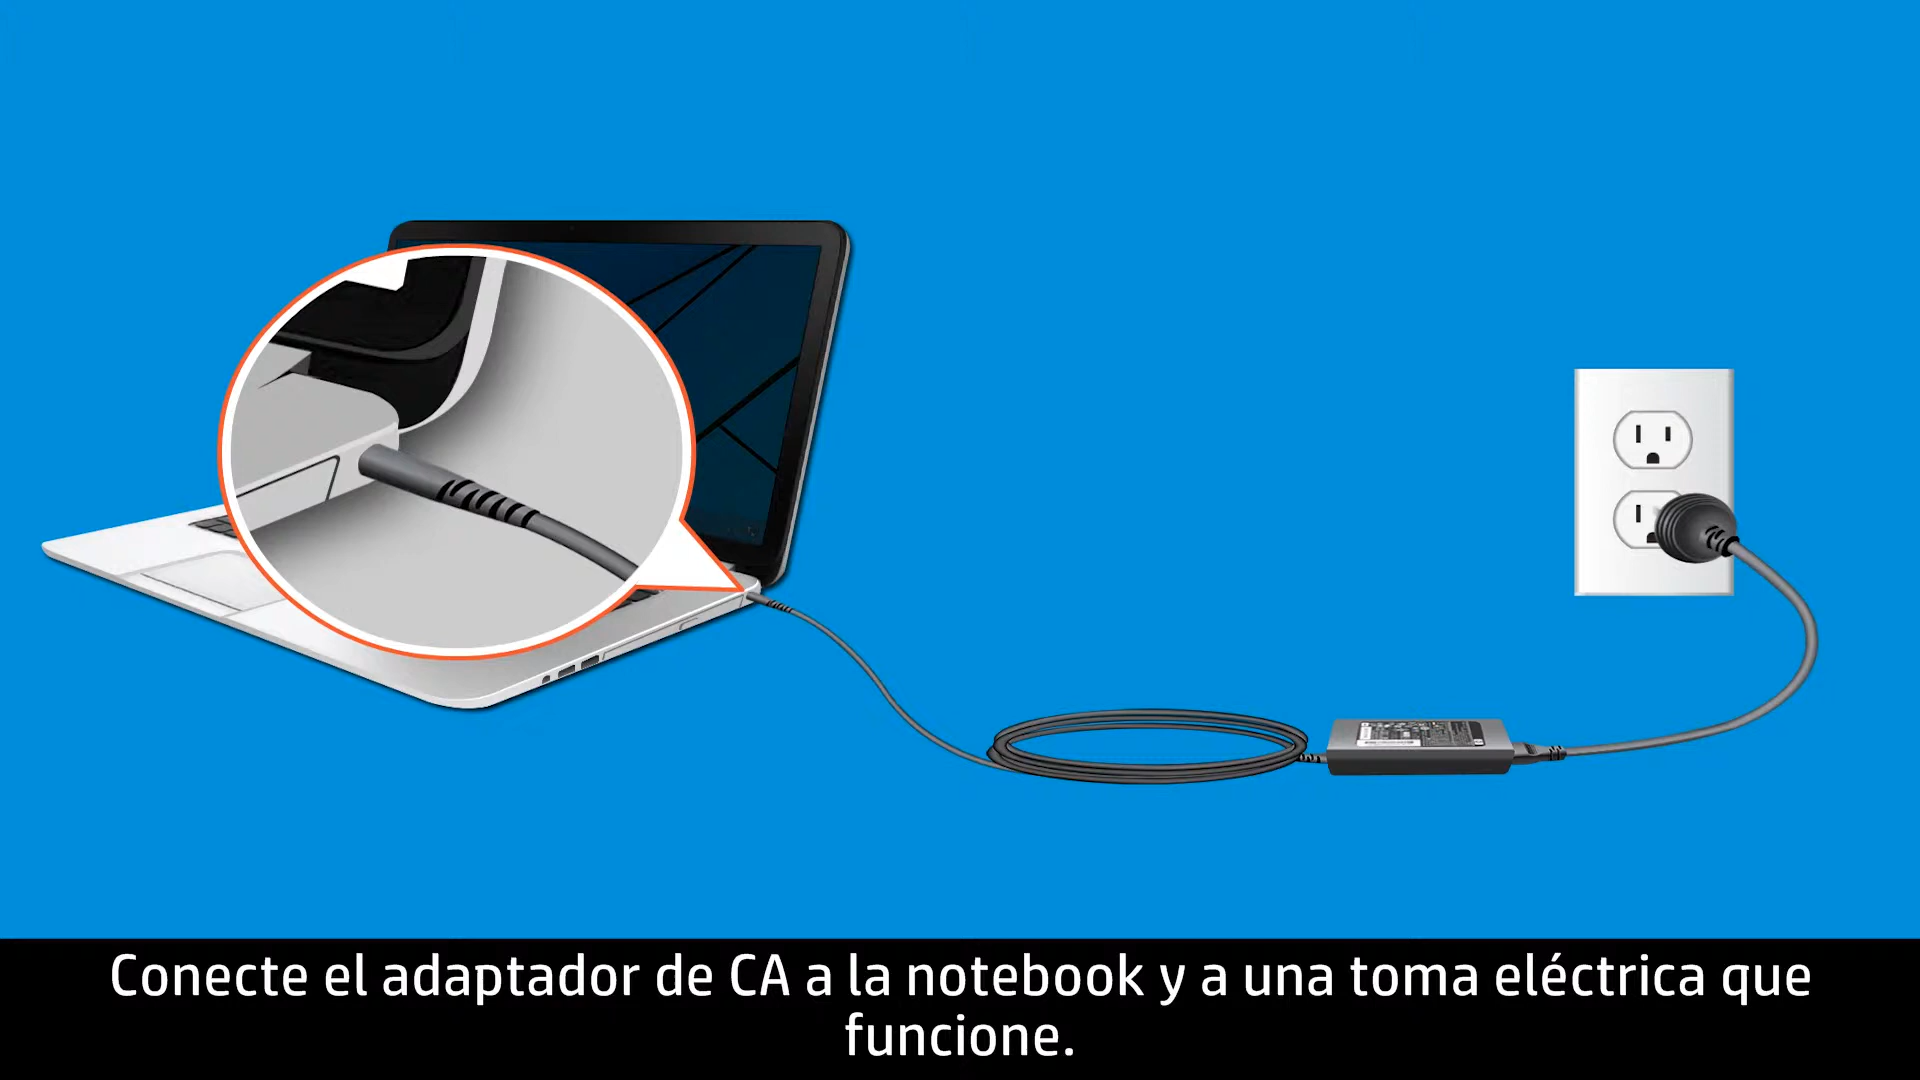 Conecte el adaptador de CA a la notebook y a una toma eléctrica que
funcione.